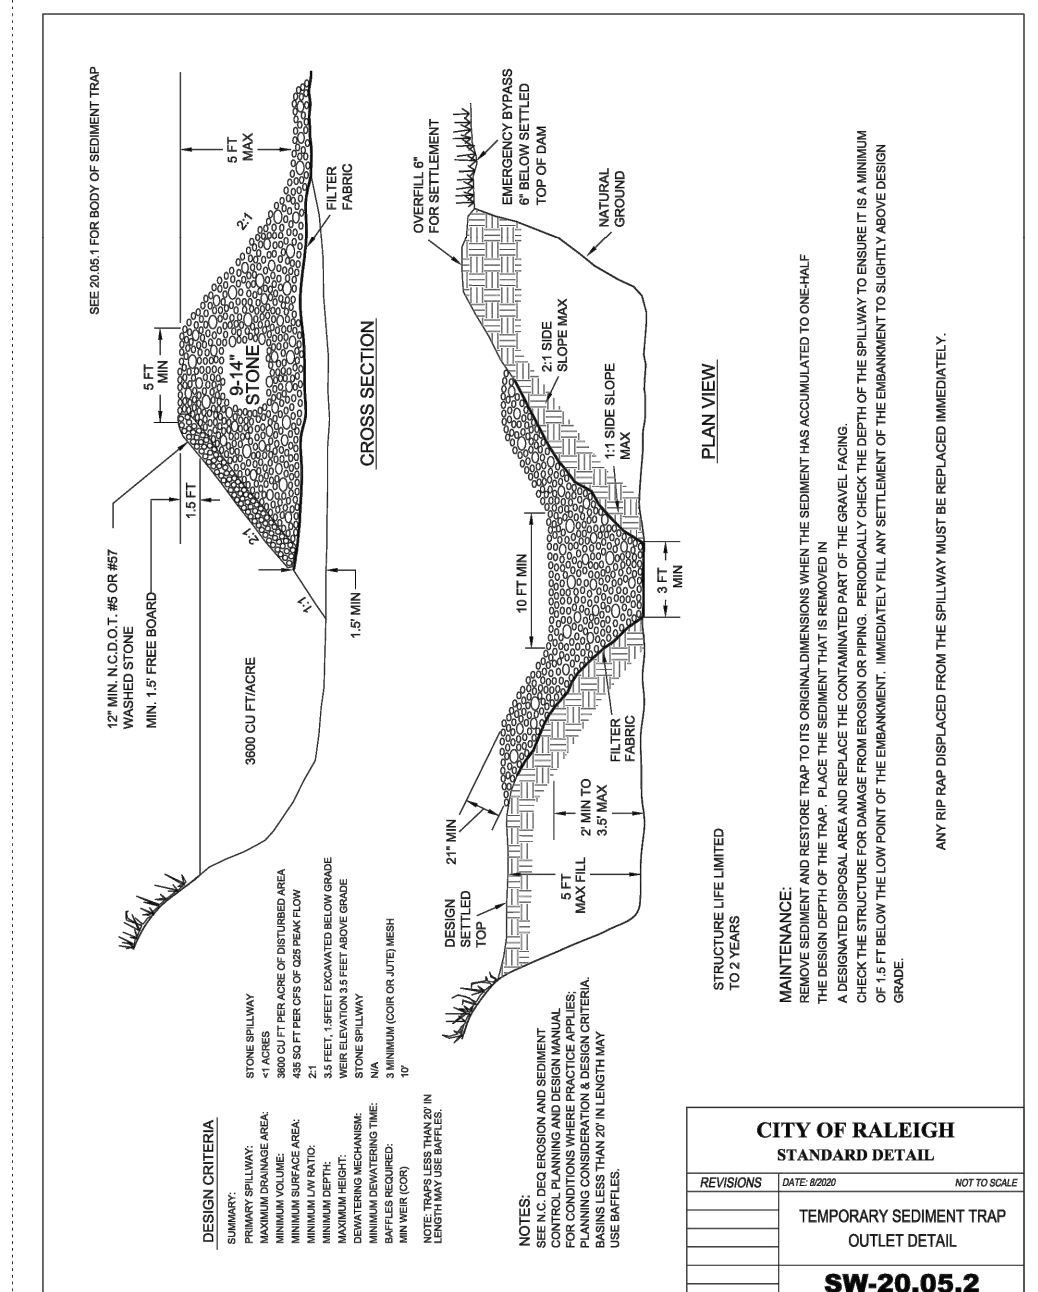 SEE 20.05.1 FOR BODY OF SEDIMENT TRAP
12" MIN. N.C.D.O.T. #5 OR #57
WASHED STONE
MIN. 1.5' FREE BOARD
1.5 FT
5 FT
MIN
5 FT
MAX
2:1
2:1
1:1
9-14"
STONE
FILTER
FABRIC
1.5' MIN
3600 CU FT/ACRE
CROSS SECTION
DESIGN CRITERIA
SUMMARY:
PRIMARY SPILLWAY: STONE SPILLWAY
MAXIMUM DRAINAGE AREA: <1 ACRES
MINIMUM VOLUME: 3600 CU FT PER ACRE OF DISTURBED AREA
MINIMUM SURFACE AREA: 435 SQ FT PER CFS OF Q25 PEAK FLOW
MINIMUM L/W RATIO: 2:1
MINIMUM DEPTH: 3.5 FEET, 1.5FEET EXCAVATED BELOW GRADE
MAXIMUM HEIGHT: WEIR ELEVATION 3.5 FEET ABOVE GRADE
DEWATERING MECHANISM: STONE SPILLWAY
MINIMUM DEWATERING TIME: N/A
BAFFLES REQUIRED: 3 MINIMUM (COIR OR JUTE) MESH
MIN WEIR (COR) 10'
NOTE: TRAPS LESS THAN 20' IN
LENGTH MAY USE BAFFLES.
OVERFILL 6"
FOR SETTLEMENT
EMERGENCY BYPASS
6" BELOW SETTLED
TOP OF DAM
NATURAL
GROUND
2:1 SIDE
SLOPE MAX
1:1 SIDE SLOPE
MAX
10 FT MIN
3 FT
MIN
FILTER
FABRIC
21" MIN
2' MIN TO
3.5' MAX
5 FT
MAX FILL
DESIGN
SETTLED
TOP
PLAN VIEW
NOTES:
SEE N.C. DEQ EROSION AND SEDIMENT
CONTROL PLANNING AND DESIGN MANUAL
FOR CONDITIONS WHERE PRACTICE APPLIES;
PLANNING CONSIDERATION & DESIGN CRITERIA.
BASINS LESS THAN 20' IN LENGTH MAY
USE BAFFLES.
STRUCTURE LIFE LIMITED
TO 2 YEARS
MAINTENANCE:
REMOVE SEDIMENT AND RESTORE TRAP TO ITS ORIGINAL DIMENSIONS WHEN THE SEDIMENT HAS ACCUMULATED TO ONE-HALF
THE DESIGN DEPTH OF THE TRAP. PLACE THE SEDIMENT THAT IS REMOVED IN
A DESIGNATED DISPOSAL AREA AND REPLACE THE CONTAMINATED PART OF THE GRAVEL FACING.
CHECK THE STRUCTURE FOR DAMAGE FROM EROSION OR PIPING. PERIODICALLY CHECK THE DEPTH OF THE SPILLWAY TO ENSURE IT IS A MINIMUM
OF 1.5 FT BELOW THE LOW POINT OF THE EMBANKMENT. IMMEDIATELY FILL ANY SETTLEMENT OF THE EMBANKMENT TO SLIGHTLY ABOVE DESIGN
GRADE.
ANY RIP RAP DISPLACED FROM THE SPILLWAY MUST BE REPLACED IMMEDIATELY.
CITY OF RALEIGH
STANDARD DETAIL
REVISIONS DATE: 8/2020 NOT TO SCALE
TEMPORARY SEDIMENT TRAP
OUTLET DETAIL
SW-20.05.2